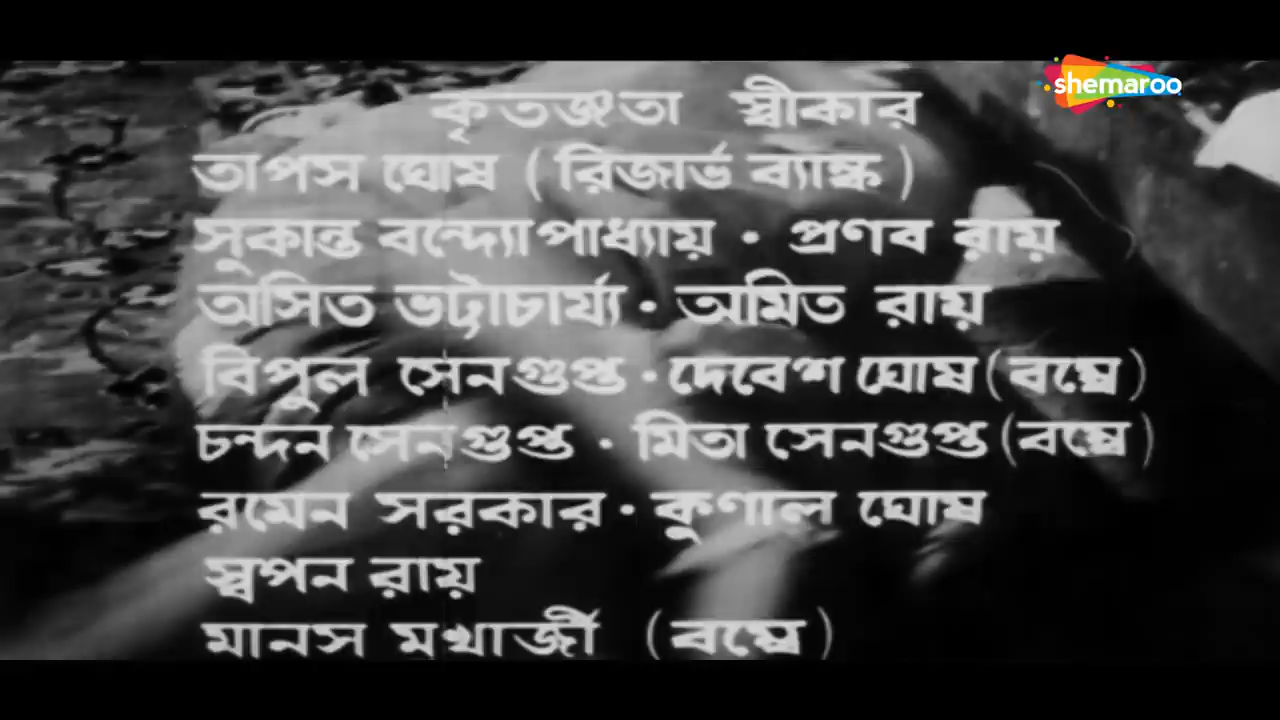 shemaroo
কৃতজ্ঞতা স্বীকার
তাপস ঘোষ ( রিজার্ভ ব্যাঙ্ক )
সুকান্ত বন্দ্যোপাধ্যায় · প্রণব রায়
অসিত ভট্টাচার্য্য · অমিত রায়
বিপুল সেনগুপ্ত · দেবেশ ঘোষ (বম্বে)
চন্দন সেনগুপ্ত · মিতা সেনগুপ্ত (বম্বে)
রমেন সরকার · কুণাল ঘোষ
স্বপন রায়
মানস মুখার্জী (বম্বে)